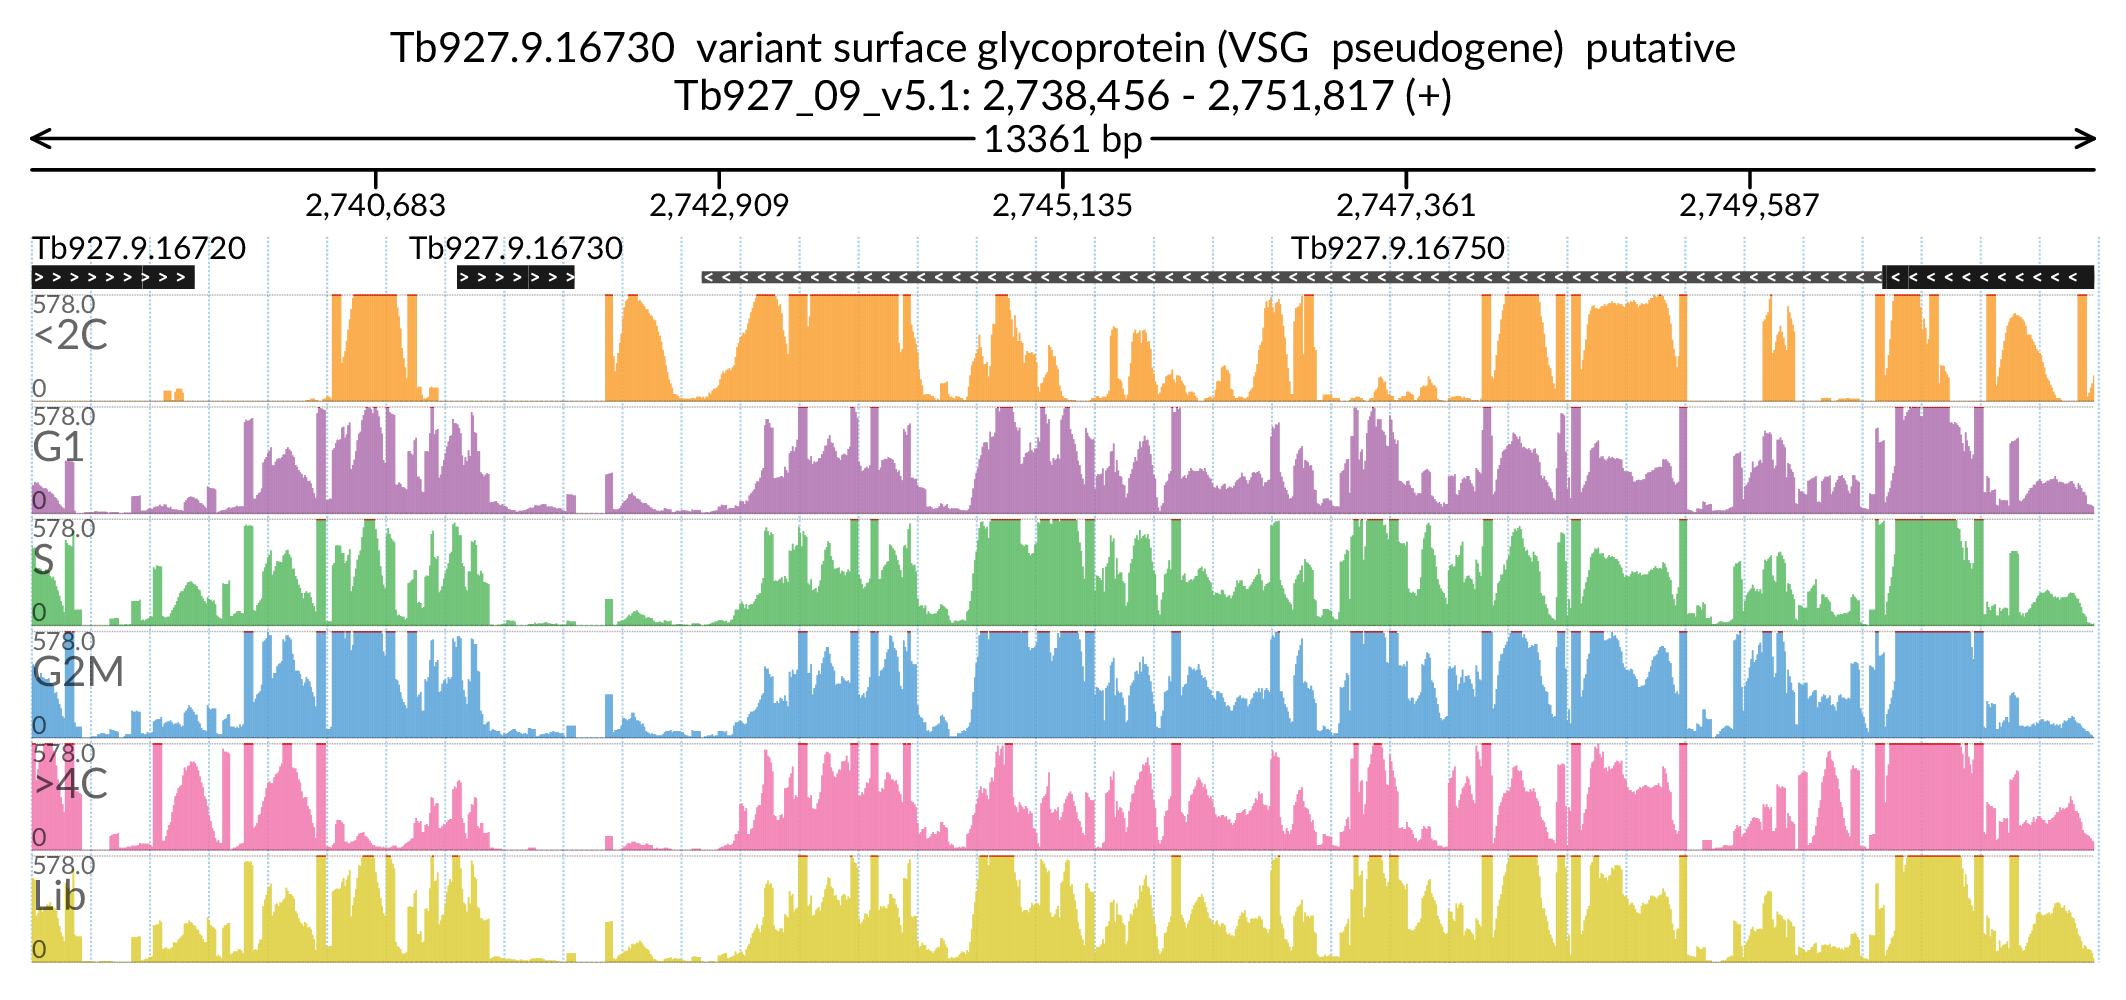 Tb927.9.16730  variant surface glycoprotein (VSG  pseudogene)  putative
Tb927_09_v5.1: 2,738,456 - 2,751,817 (+)
13361 bp
2,740,683 2,742,909 2,745,135 2,747,361 2,749,587
Tb927.9.16720 Tb927.9.16730 Tb927.9.16750
578.0
<2C
0
578.0
G1
0
578.0
S
0
578.0
G2M
0
578.0
>4C
0
578.0
Lib
0